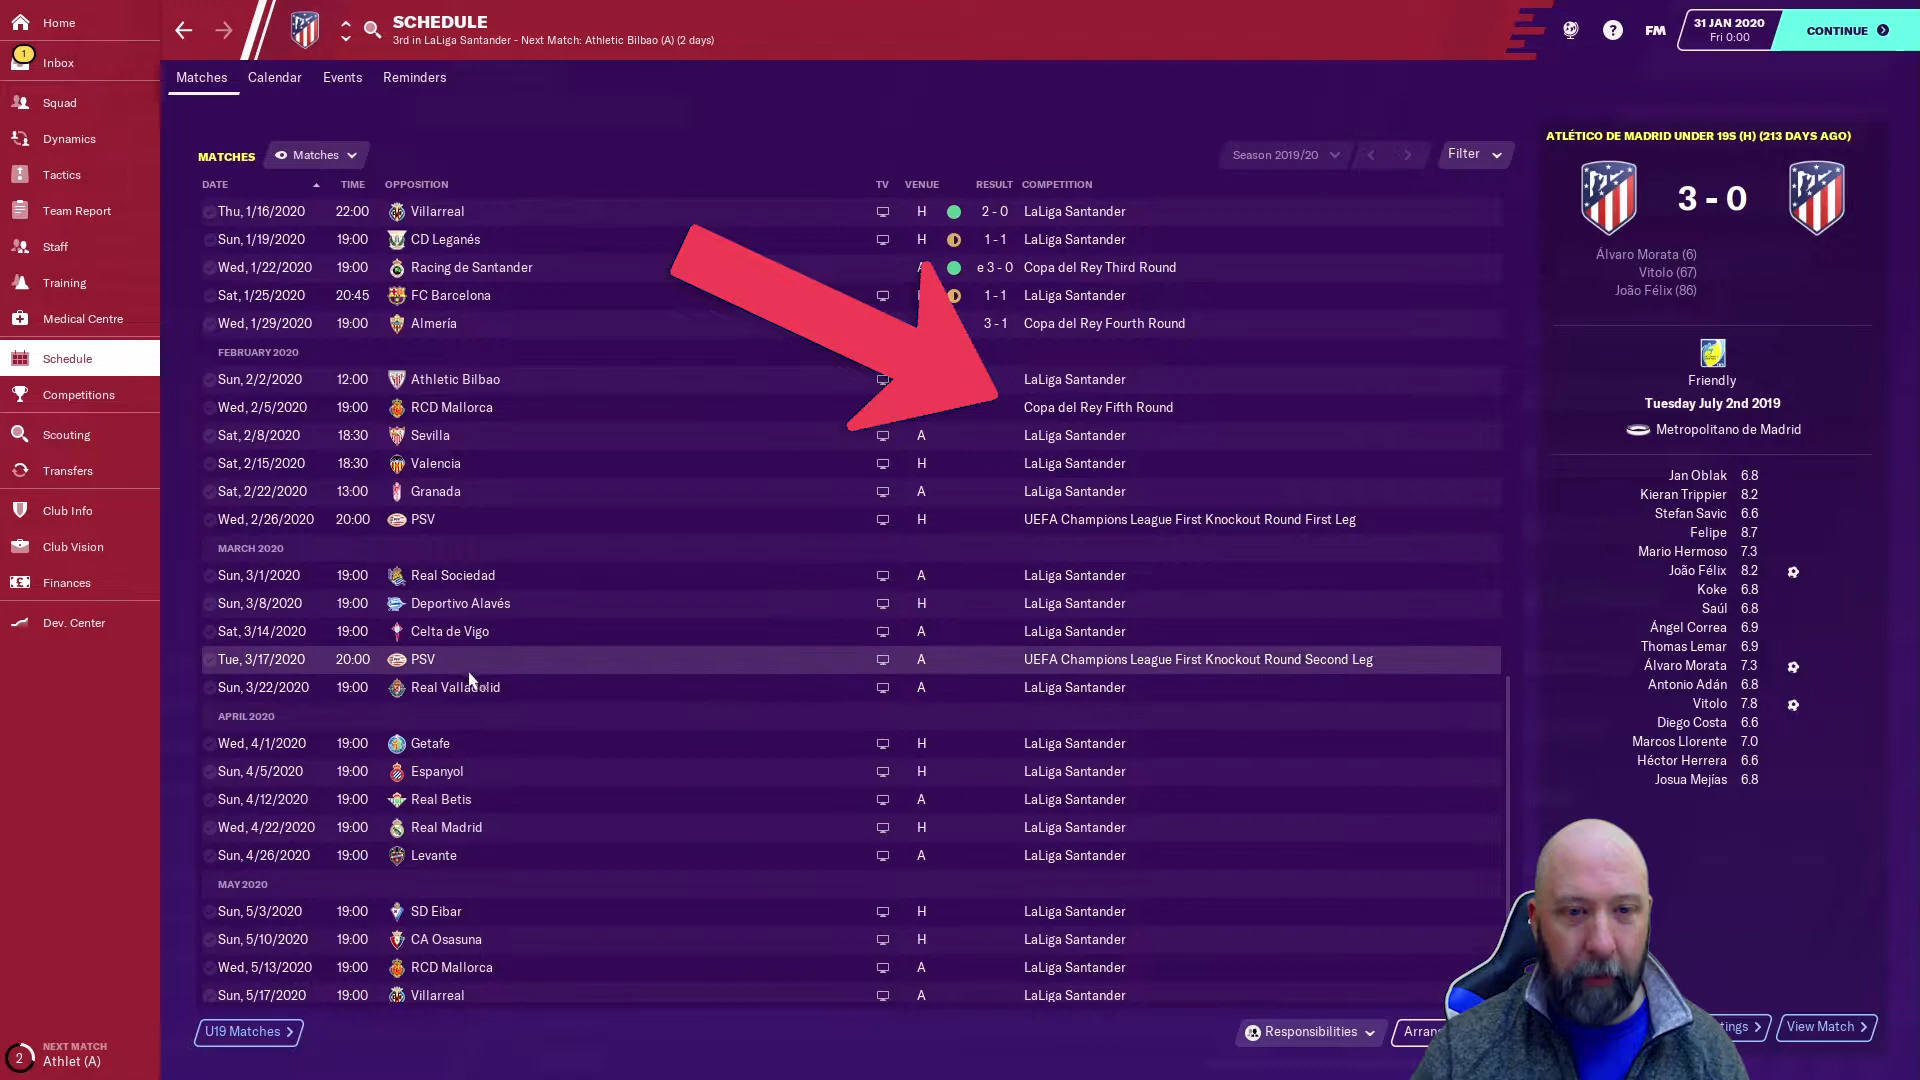 Home
1
Inbox
Squad
Dynamics
Tactics
Team Report
Staff
Training
Medical Centre
Schedule
Competitions
Scouting
Transfers
Club Info
Club Vision
Finances
Dev. Center
2 NEXT MATCH
Athlet (A)
SCHEDULE
3rd in LaLiga Santander - Next Match: Athletic Bilbao (A) (2 days)
? FM 31 JAN 2020
Fri 0:00
CONTINUE
Matches Calendar Events Reminders
MATCHES Matches Season 2019/20 Filter
DATE TIME OPPOSITION TV VENUE RESULT COMPETITION
Thu, 1/16/2020 22:00 Villarreal H 2 - 0 LaLiga Santander
Sun, 1/19/2020 19:00 CD Leganés H 1 - 1 LaLiga Santander
Wed, 1/22/2020 19:00 Racing de Santander e 3 - 0 Copa del Rey Third Round
Sat, 1/25/2020 20:45 FC Barcelona 1 - 1 LaLiga Santander
Wed, 1/29/2020 19:00 Almería 3 - 1 Copa del Rey Fourth Round
FEBRUARY 2020
Sun, 2/2/2020 12:00 Athletic Bilbao LaLiga Santander
Wed, 2/5/2020 19:00 RCD Mallorca Copa del Rey Fifth Round
Sat, 2/8/2020 18:30 Sevilla A LaLiga Santander
Sat, 2/15/2020 18:30 Valencia H LaLiga Santander
Sat, 2/22/2020 13:00 Granada A LaLiga Santander
Wed, 2/26/2020 20:00 PSV H UEFA Champions League First Knockout Round First Leg
MARCH 2020
Sun, 3/1/2020 19:00 Real Sociedad A LaLiga Santander
Sun, 3/8/2020 19:00 Deportivo Alavés H LaLiga Santander
Sat, 3/14/2020 19:00 Celta de Vigo A LaLiga Santander
Tue, 3/17/2020 20:00 PSV A UEFA Champions League First Knockout Round Second Leg
Sun, 3/22/2020 19:00 Real Valladolid A LaLiga Santander
APRIL 2020
Wed, 4/1/2020 19:00 Getafe H LaLiga Santander
Sun, 4/5/2020 19:00 Espanyol H LaLiga Santander
Sun, 4/12/2020 19:00 Real Betis A LaLiga Santander
Wed, 4/22/2020 19:00 Real Madrid H LaLiga Santander
Sun, 4/26/2020 19:00 Levante A LaLiga Santander
MAY 2020
Sun, 5/3/2020 19:00 SD Eibar H LaLiga Santander
Sun, 5/10/2020 19:00 CA Osasuna H LaLiga Santander
Wed, 5/13/2020 19:00 RCD Mallorca A LaLiga Santander
Sun, 5/17/2020 19:00 Villarreal A LaLiga Santander
U19 Matches Responsibilities
View Match
ATLÉTICO DE MADRID UNDER 19S (H) (213 DAYS AGO)
3 - 0
Álvaro Morata (6)
Vitolo (67)
João Félix (86)
Friendly
Tuesday July 2nd 2019
Metropolitano de Madrid
Jan Oblak 6.8
Kieran Trippier 8.2
Stefan Savic 6.6
Felipe 8.7
Mario Hermoso 7.3
João Félix 8.2
Koke 6.8
Saúl 6.8
Ángel Correa 6.9
Thomas Lemar 6.9
Álvaro Morata 7.3
Antonio Adán 6.8
Vitolo 7.8
Diego Costa 6.6
Marcos Llorente 7.0
Héctor Herrera 6.6
Josua Mejías 6.8